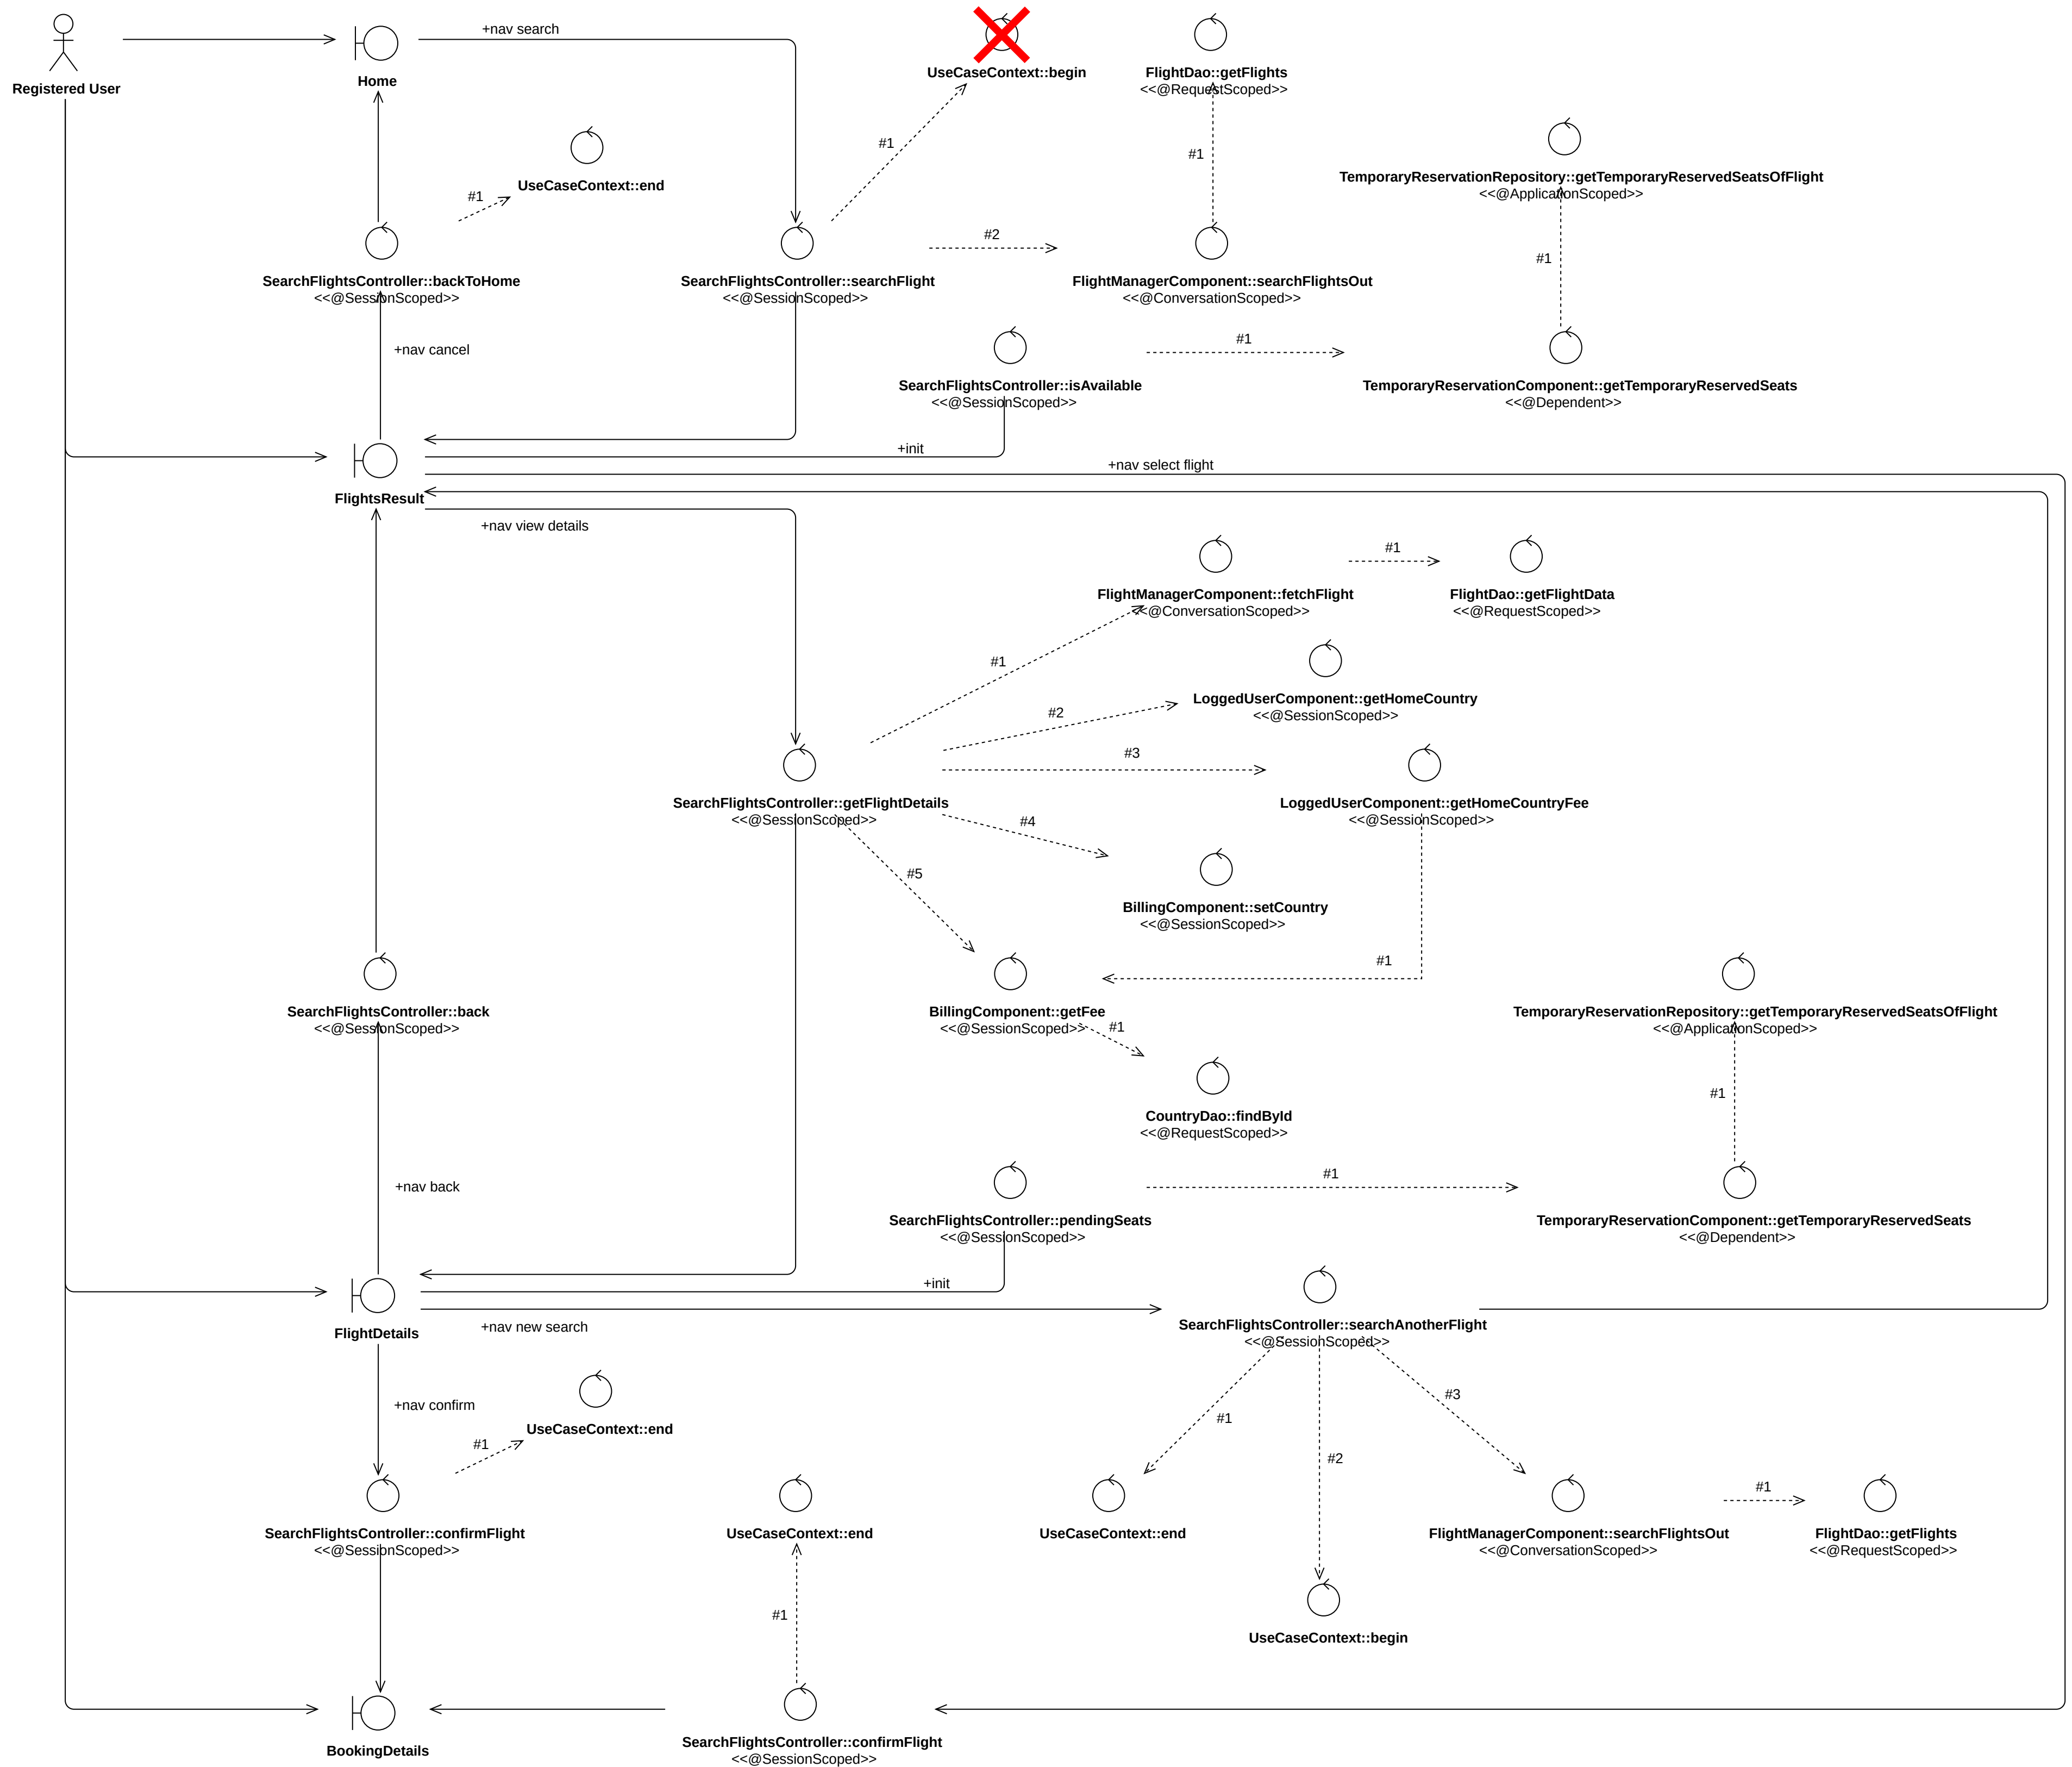 +nav search
UseCaseContext::begin
FlightDao::getFlights
<<@RequestScoped>>
Home
Registered User
#1
#1
TemporaryReservationRepository::getTemporaryReservedSeatsOfFlight
<<@ApplicationScoped>>
UseCaseContext::end
#1
#2
#1
SearchFlightsController::backToHome
<<@SessionScoped>>
SearchFlightsController::searchFlight
<<@SessionScoped>>
FlightManagerComponent::searchFlightsOut
<<@ConversationScoped>>
+nav cancel
#1
SearchFlightsController::isAvailable
<<@SessionScoped>>
TemporaryReservationComponent::getTemporaryReservedSeats
<<@Dependent>>
+init
+nav select flight
FlightsResult
+nav view details
#1
FlightManagerComponent::fetchFlight
<<@ConversationScoped>>
FlightDao::getFlightData
<<@RequestScoped>>
#1
LoggedUserComponent::getHomeCountry
<<@SessionScoped>>
#2
#3
SearchFlightsController::getFlightDetails
<<@SessionScoped>>
LoggedUserComponent::getHomeCountryFee
<<@SessionScoped>>
#4
#5
BillingComponent::setCountry
<<@SessionScoped>>
#1
SearchFlightsController::back
<<@SessionScoped>>
BillingComponent::getFee
<<@SessionScoped>>
#1
TemporaryReservationRepository::getTemporaryReservedSeatsOfFlight
<<@ApplicationScoped>>
#1
CountryDao::findById
<<@RequestScoped>>
+nav back
#1
SearchFlightsController::pendingSeats
<<@SessionScoped>>
TemporaryReservationComponent::getTemporaryReservedSeats
<<@Dependent>>
+init
FlightDetails
+nav new search
SearchFlightsController::searchAnotherFlight
<<@SessionScoped>>
+nav confirm
#3
#1
UseCaseContext::end
#1
#2
#1
SearchFlightsController::confirmFlight
<<@SessionScoped>>
UseCaseContext::end
UseCaseContext::end
FlightManagerComponent::searchFlightsOut
<<@ConversationScoped>>
FlightDao::getFlights
<<@RequestScoped>>
#1
UseCaseContext::begin
BookingDetails
SearchFlightsController::confirmFlight
<<@SessionScoped>>